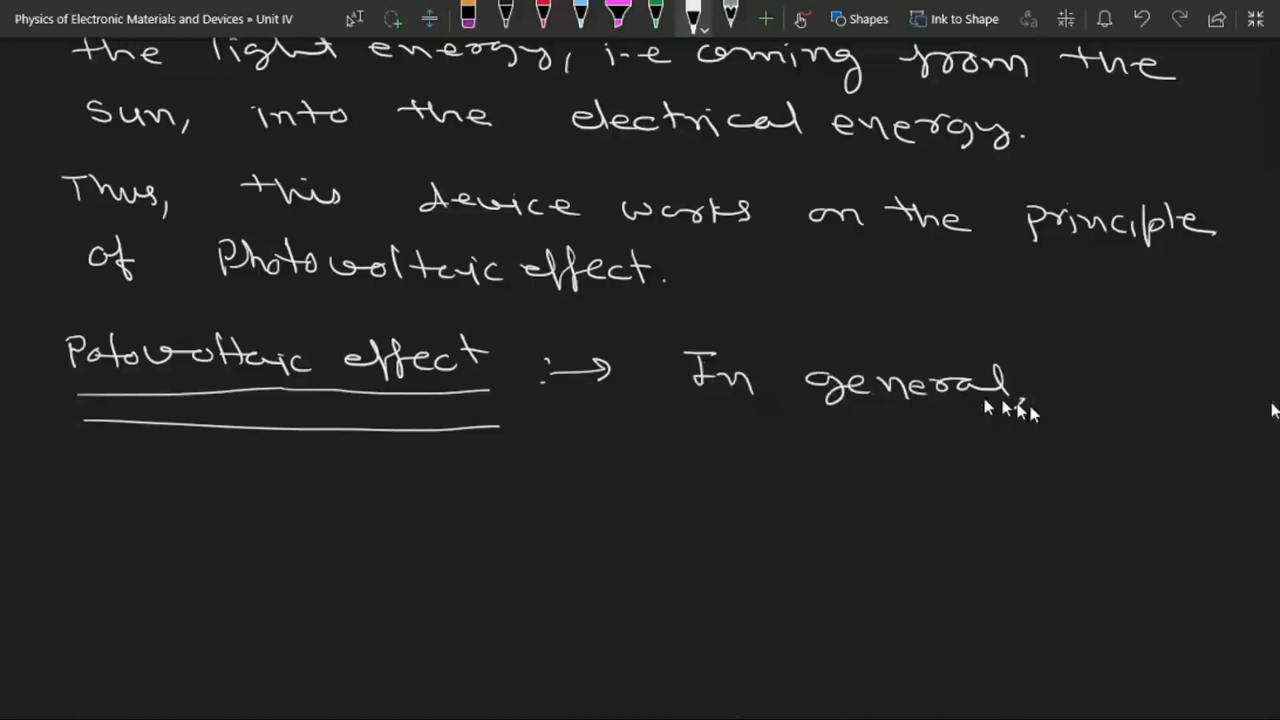 Physics of Electronic Materials and Devices » Unit IV
Shapes
Ink to Shape
the light energy, i-e coming from the
sun, into the electrical energy.
Thus, this device works on the principle
of Photovoltaic effect.
Potovoltaic effect :→ In general,